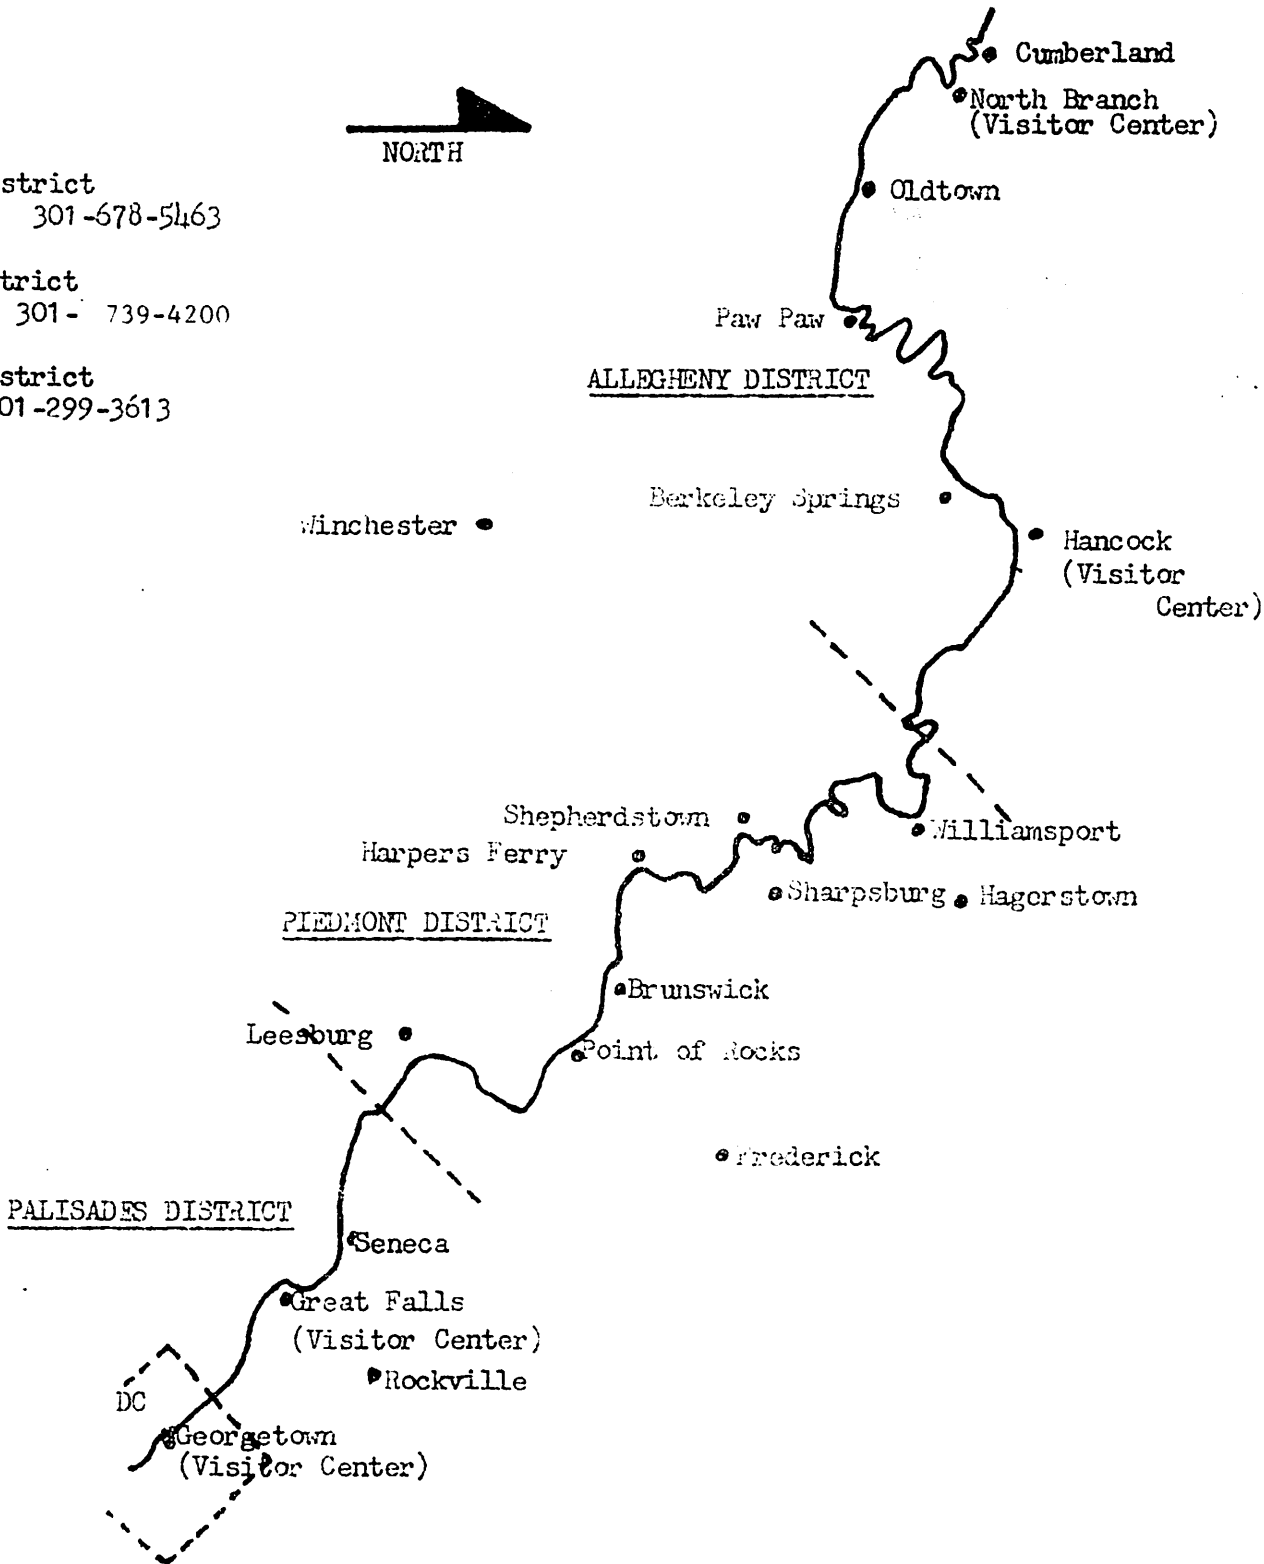 Cumberland
North Branch
(Visitor Center)
NORTH
strict
301-678-5463
Oldtown
trict
301- 739-4200
Paw Paw
ALLEGHENY DISTRICT
strict
01-299-3613
Berkeley Springs
Winchester
Hancock
(Visitor
Center)
Shepherdstown
Williamsport
Harpers Ferry
Sharpsburg
Hagerstown
PIEDMONT DISTRICT
Brunswick
Leesburg
Point of Rocks
Frederick
PALISADES DISTRICT
Seneca
Great Falls
(Visitor Center)
Rockville
DC
Georgetown
(Visitor Center)